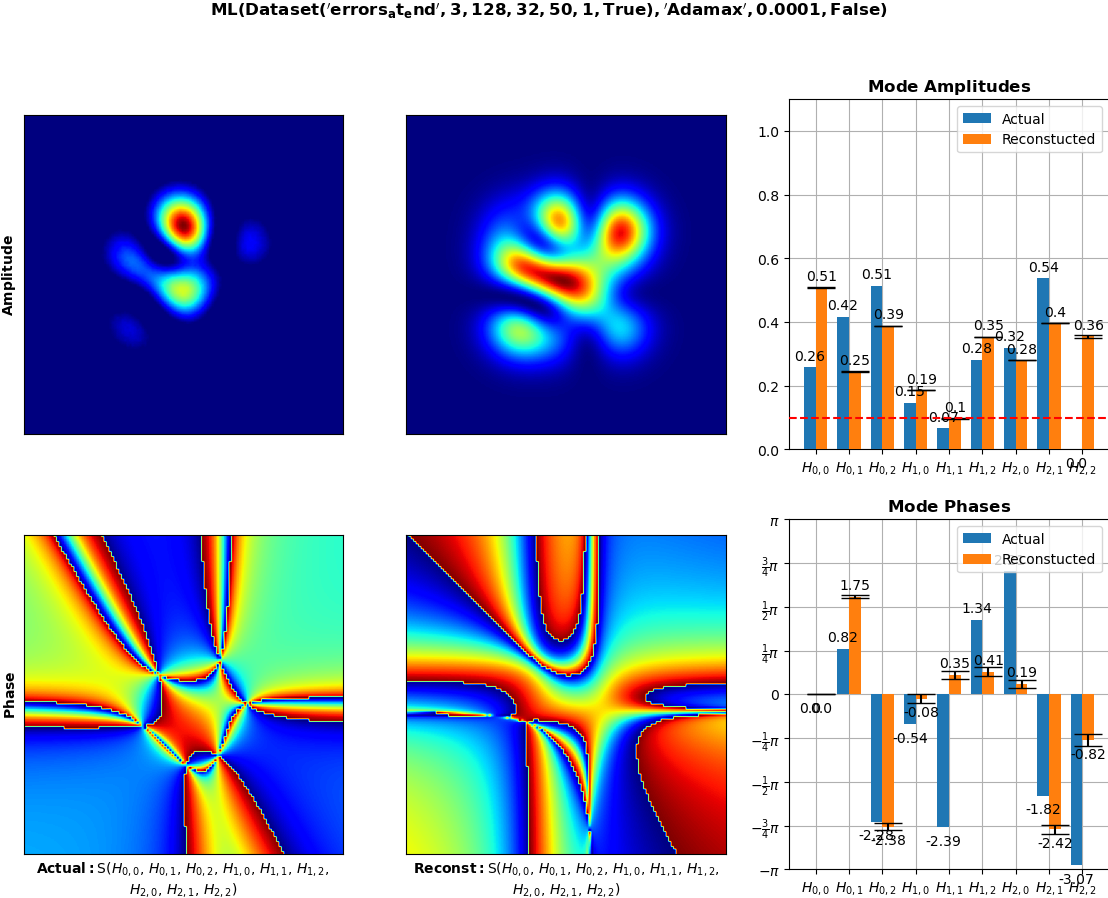 ML(Dataset('errors_at_end', 3, 128, 32, 50, 1, True), 'Adamax', 0.0001, False)
Amplitude
Mode Amplitudes
Actual
Reconstucted
1.0
0.8
0.6
0.4
0.2
0.0
0.26
0.51
0.42
0.25
0.51
0.39
0.15
0.19
0.07
0.1
0.28
0.35
0.32
0.28
0.54
0.4
0.0
0.36
H0,0 H0,1 H0,2 H1,0 H1,1 H1,2 H2,0 H2,1 H2,2
Phase
Mode Phases
Actual
Reconstucted
π
3/4π
1/2π
1/4π
0
−1/4π
−1/2π
−3/4π
−π
0.0
0.0
0.82
1.75
-2.28
-2.38
-0.54
-0.08
-2.39
0.35
1.34
0.41
0.19
-1.82
-2.42
-3.07
-0.82
H0,0 H0,1 H0,2 H1,0 H1,1 H1,2 H2,0 H2,1 H2,2
Actual: S(H0,0, H0,1, H0,2, H1,0, H1,1, H1,2,
H2,0, H2,1, H2,2)
Reconst: S(H0,0, H0,1, H0,2, H1,0, H1,1, H1,2,
H2,0, H2,1, H2,2)